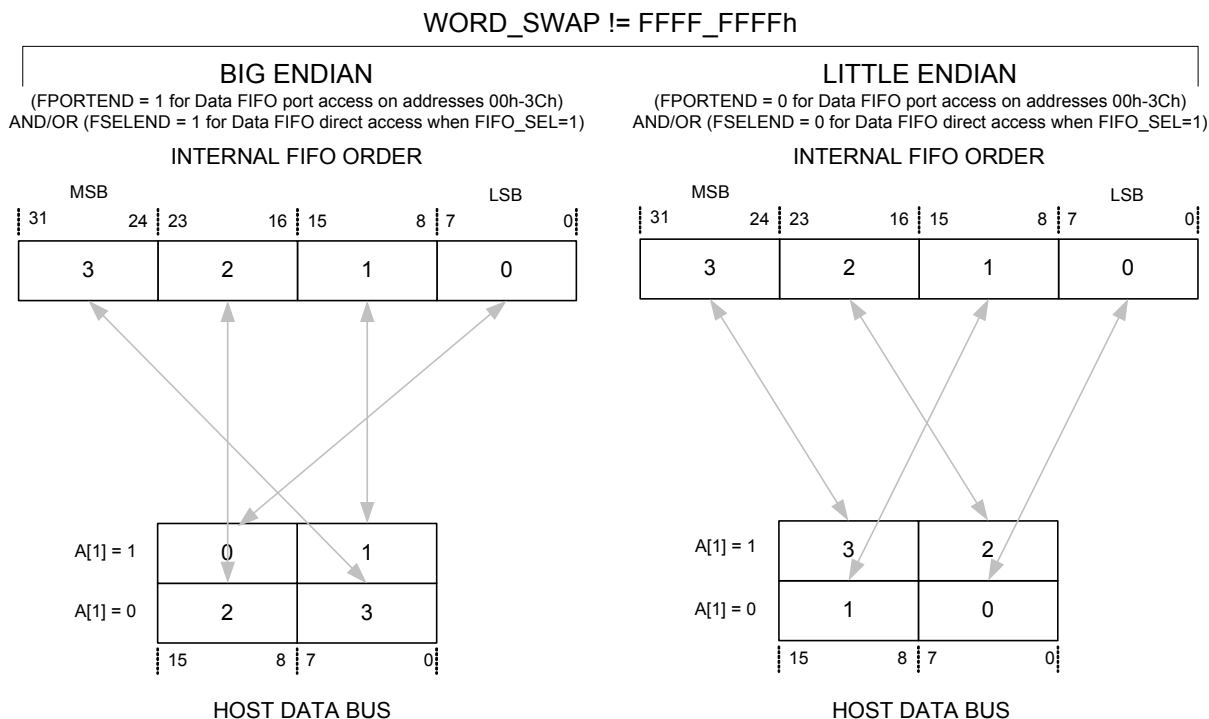 WORD_SWAP != FFFF_FFFFh
BIG ENDIAN
(FPORTEND = 1 for Data FIFO port access on addresses 00h-3Ch)
AND/OR (FSELEND = 1 for Data FIFO direct access when FIFO_SEL=1)
INTERNAL FIFO ORDER
MSB LSB
31 24 23 16 15 8 7 0
3 2 1 0
A[1] = 1 0 1
A[1] = 0 2 3
15 8 7 0
HOST DATA BUS
LITTLE ENDIAN
(FPORTEND = 0 for Data FIFO port access on addresses 00h-3Ch)
AND/OR (FSELEND = 0 for Data FIFO direct access when FIFO_SEL=1)
INTERNAL FIFO ORDER
MSB LSB
31 24 23 16 15 8 7 0
3 2 1 0
A[1] = 1 3 2
A[1] = 0 1 0
15 8 7 0
HOST DATA BUS